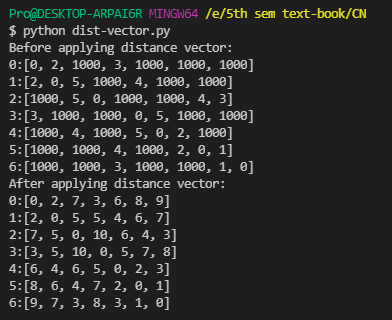 Pro@DESKTOP-ARPAI6R MINGW64 /e/5th sem text-book/CN
$ python dist-vector.py
Before applying distance vector:
0:[0, 2, 1000, 3, 1000, 1000, 1000]
1:[2, 0, 5, 1000, 4, 1000, 1000]
2:[1000, 5, 0, 1000, 1000, 4, 3]
3:[3, 1000, 1000, 0, 5, 1000, 1000]
4:[1000, 4, 1000, 5, 0, 2, 1000]
5:[1000, 1000, 4, 1000, 2, 0, 1]
6:[1000, 1000, 3, 1000, 1000, 1, 0]
After applying distance vector:
0:[0, 2, 7, 3, 6, 8, 9]
1:[2, 0, 5, 5, 4, 6, 7]
2:[7, 5, 0, 10, 6, 4, 3]
3:[3, 5, 10, 0, 5, 7, 8]
4:[6, 4, 6, 5, 0, 2, 3]
5:[8, 6, 4, 7, 2, 0, 1]
6:[9, 7, 3, 8, 3, 1, 0]